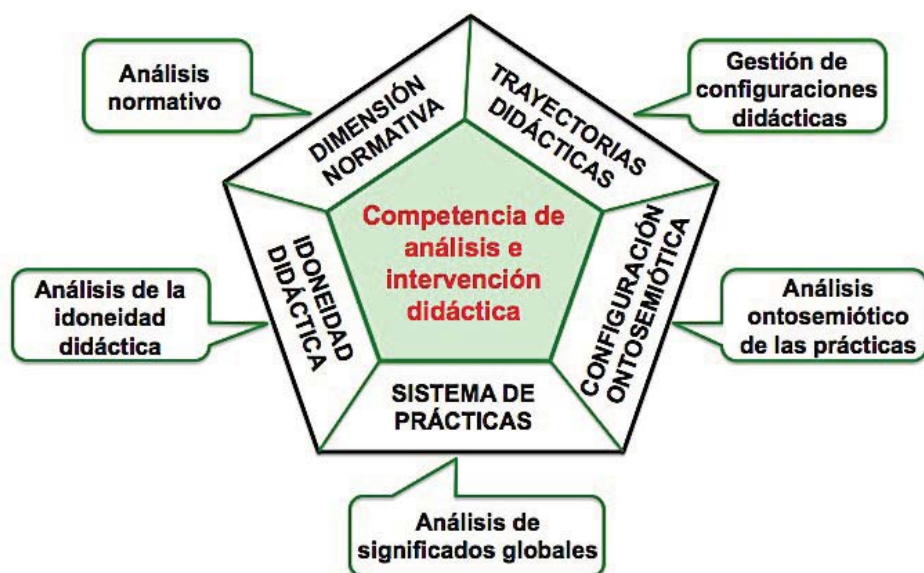 Análisis
normativo
DIMENSIÓN
NORMATIVA
TRAYECTORIAS
DIDÁCTICAS
Gestión de
configuraciones
didácticas
Competencia de
análisis e
intervención
didáctica
IDONEIDAD
DIDÁCTICA
Análisis de la
idoneidad
didáctica
CONFIGURACIÓN
ONTOSEMIÓTICA
Análisis
ontosemiótico
de las prácticas
SISTEMA DE
PRÁCTICAS
Análisis de
significados globales